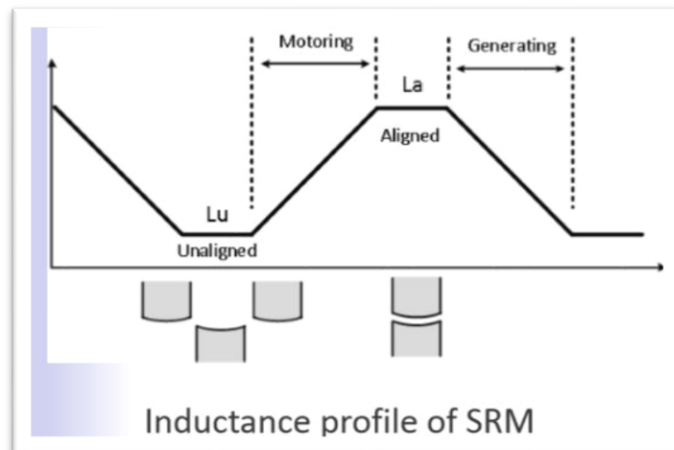 Motoring
Generating
La
Aligned
Lu
Unaligned
Inductance profile of SRM